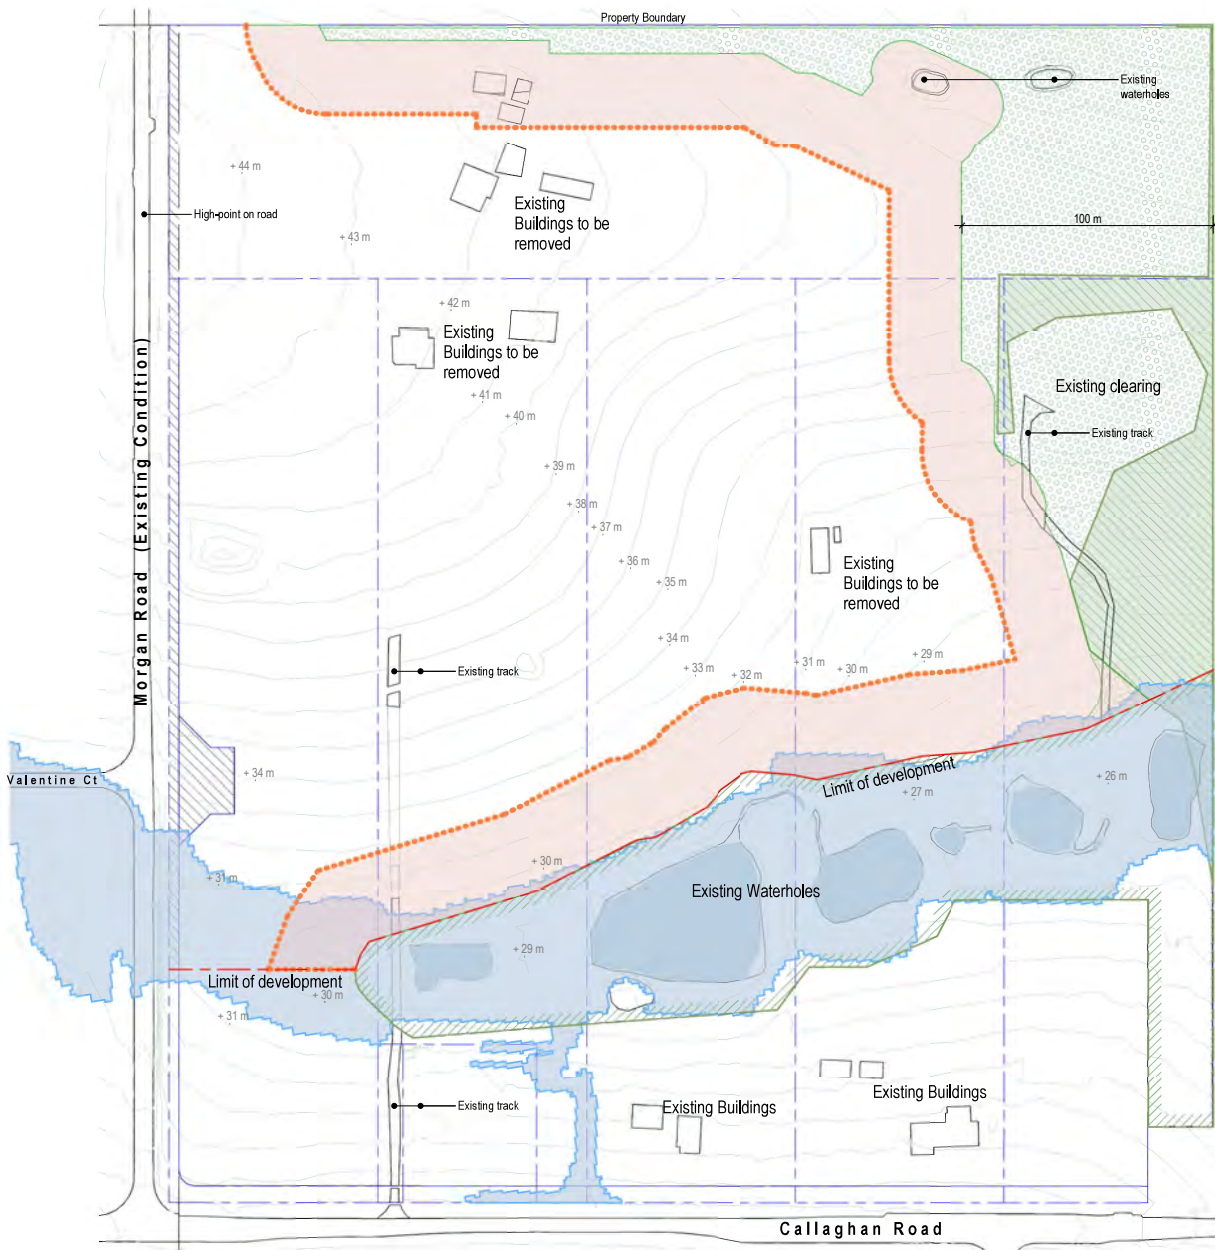 Property Boundary
Existing
waterholes
+ 44 m
High-point on road
Existing
Buildings to be
removed
100 m
+ 43 m
+ 42 m
Existing
Buildings to be
removed
Existing clearing
+ 41 m
+ 40 m
Existing track
+ 39 m
+ 38 m
+ 37 m
+ 36 m
+ 35 m
Existing
Buildings to be
removed
Morgan Road (Existing Condition)
+ 34 m
+ 33 m
+ 32 m
+ 31 m
+ 30 m
+ 29 m
Existing track
Valentine Ct
+ 34 m
Limit of development
+ 27 m
+ 26 m
+ 31 m
+ 30 m
Existing Waterholes
+ 29 m
Limit of development
+ 30 m
+ 31 m
Existing track
Existing Buildings
Existing Buildings
Callaghan Road